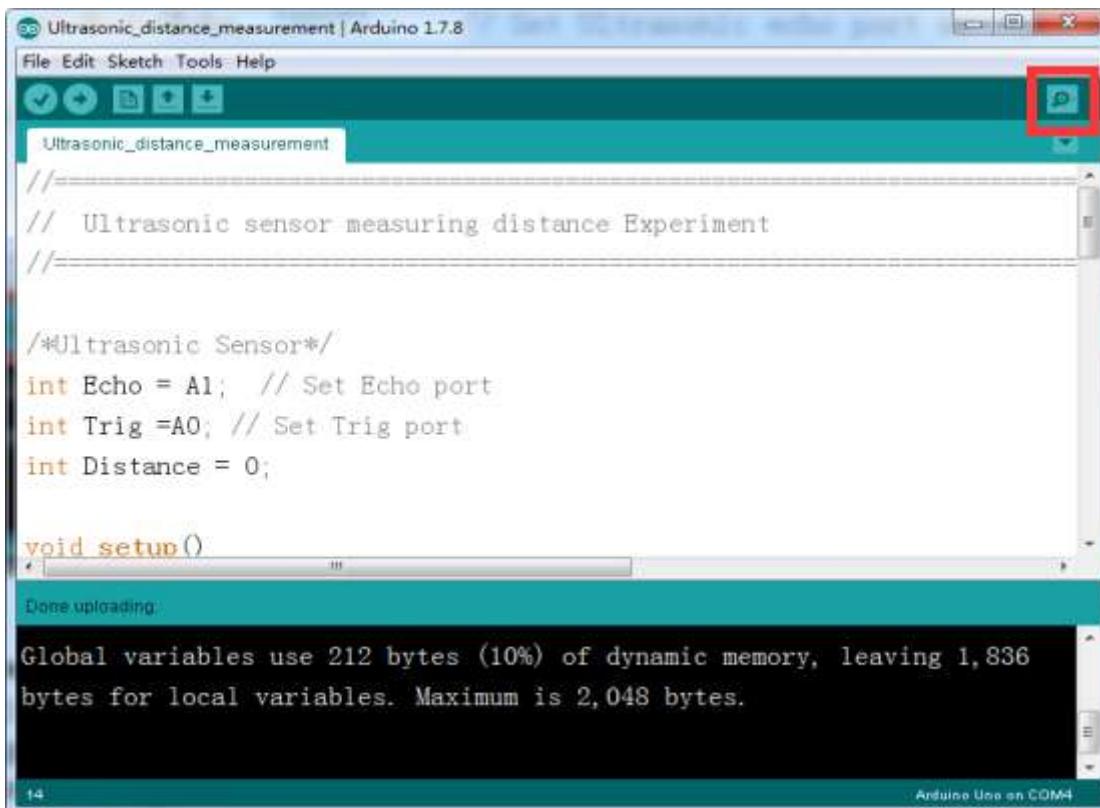 Ultrasonic_distance_measurement | Arduino 1.7.8
File Edit Sketch Tools Help
Ultrasonic_distance_measurement
//======================================================================
//  Ultrasonic sensor measuring distance Experiment
//======================================================================
/*Ultrasonic Sensor*/
int Echo = A1;  // Set Echo port
int Trig =A0; // Set Trig port
int Distance = 0;
void setup()
Done uploading.
Global variables use 212 bytes (10%) of dynamic memory, leaving 1,836
bytes for local variables. Maximum is 2,048 bytes.
14
Arduino Uno on COM4